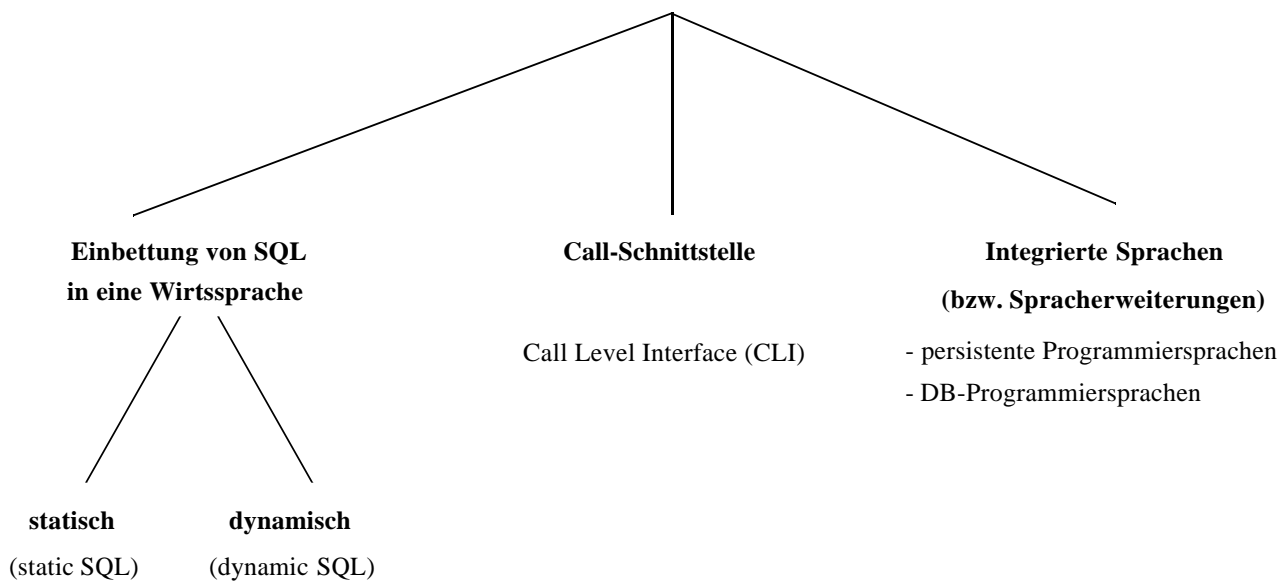 Einbettung von SQL
in eine Wirtssprache
statisch
(static SQL)
dynamisch
(dynamic SQL)
Call-Schnittstelle
Call Level Interface (CLI)
Integrierte Sprachen
(bzw. Spracherweiterungen)
- persistente Programmiersprachen
- DB-Programmiersprachen